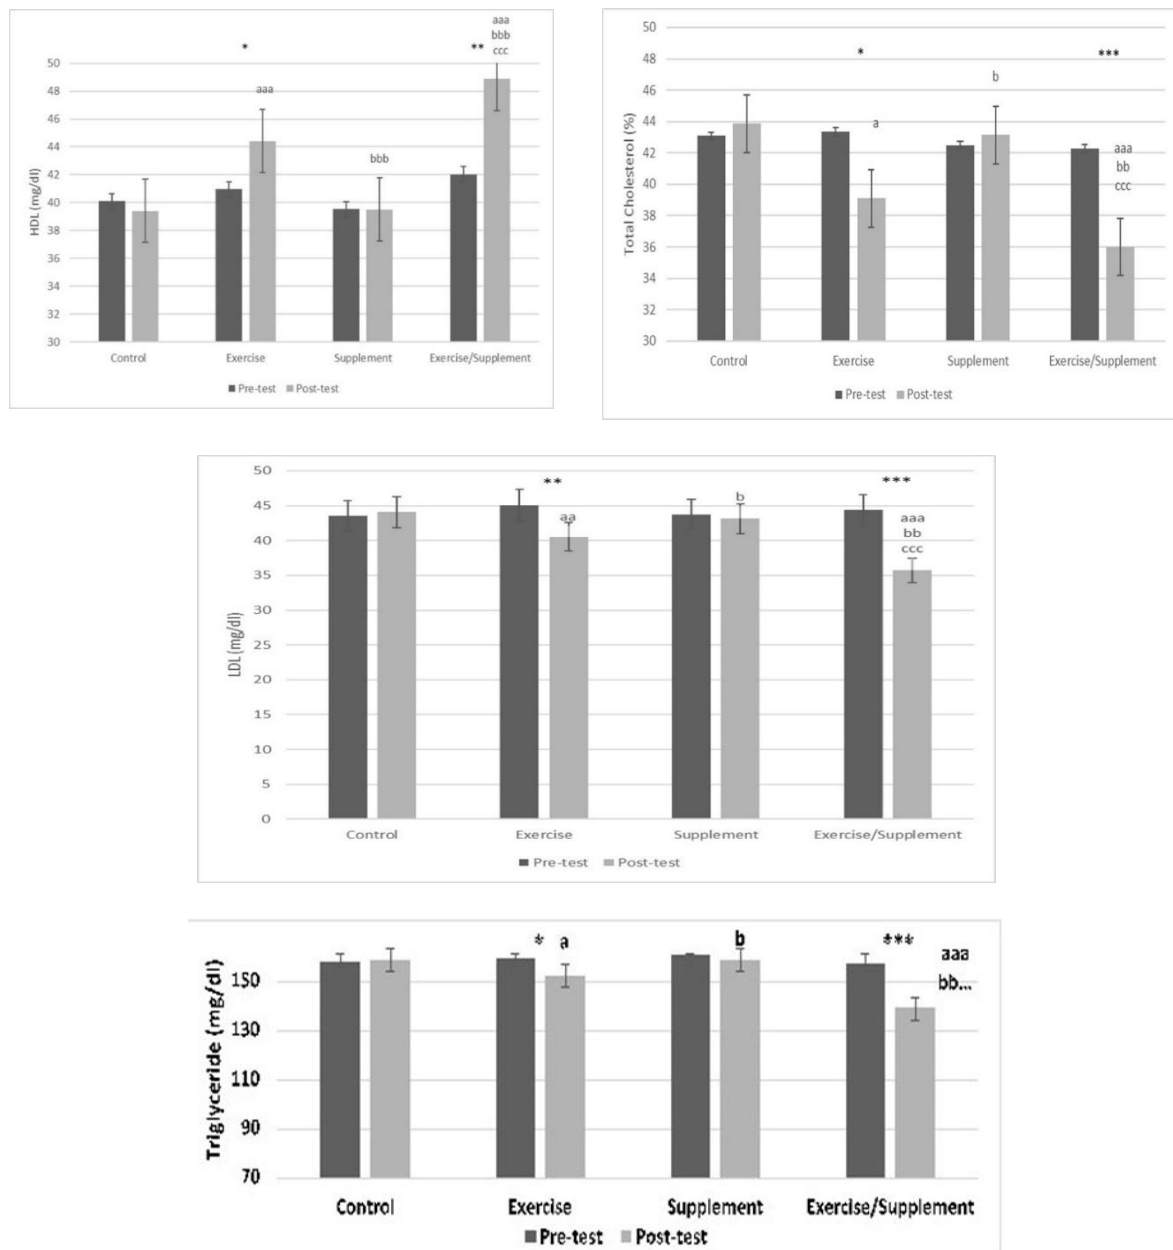 aaa
bbb
ccc
*
**
aaa
bbb
50
48
46
44
42
40
38
36
34
32
30
HDL (mg/dl)
Control Exercise Supplement Exercise/Supplement
Pre-test Post-test
50
48
46
44
42
40
38
36
34
32
30
Total Cholesterol (%)
*
a
b
***
aaa
bb
ccc
Control Exercise Supplement Exercise/Supplement
Pre-test Post-test
50
45
40
35
30
25
20
15
10
5
0
LDL (mg/dl)
**
aa
b
***
aaa
bb
ccc
Control Exercise Supplement Exercise/Supplement
Pre-test Post-test
* a b *** aaa
bb...
150
130
110
90
70
Triglyceride (mg/dl)
Control Exercise Supplement Exercise/Supplement
Pre-test Post-test